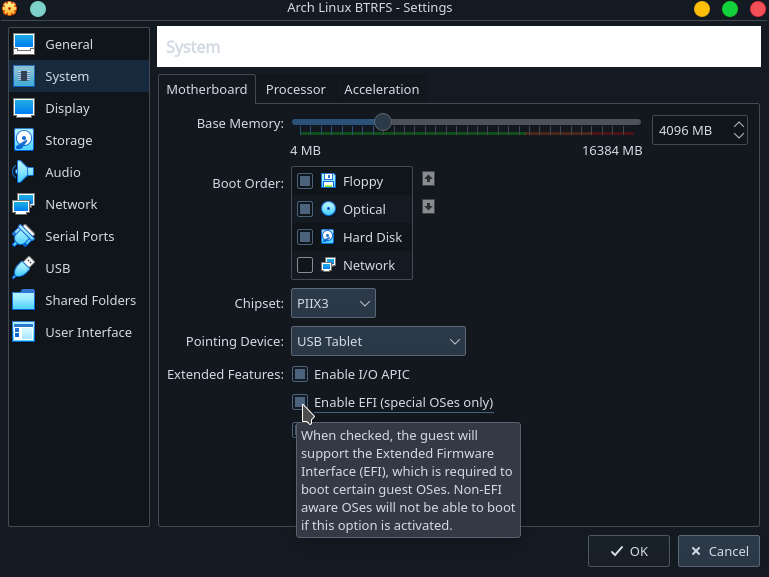 Arch Linux BTRFS - Settings
General
System
Display
Storage
Audio
Network
Serial Ports
USB
Shared Folders
User Interface
System
Motherboard Processor Acceleration
Base Memory: 4096 MB
4 MB 16384 MB
Boot Order:
Floppy
Optical
Hard Disk
Network
Chipset: PIIX3
Pointing Device: USB Tablet
Extended Features: Enable I/O APIC
Enable EFI (special OSes only)
When checked, the guest will
support the Extended Firmware
Interface (EFI), which is required to
boot certain guest OSes. Non-EFI
aware OSes will not be able to boot
if this option is activated.
OK Cancel